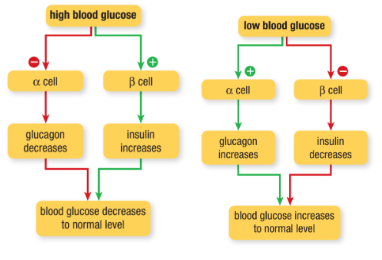 high blood glucose
− +
α cell
β cell
glucagon
decreases
insulin
increases
blood glucose decreases
to normal level
low blood glucose
+ −
α cell
β cell
glucagon
increases
insulin
decreases
blood glucose increases
to normal level